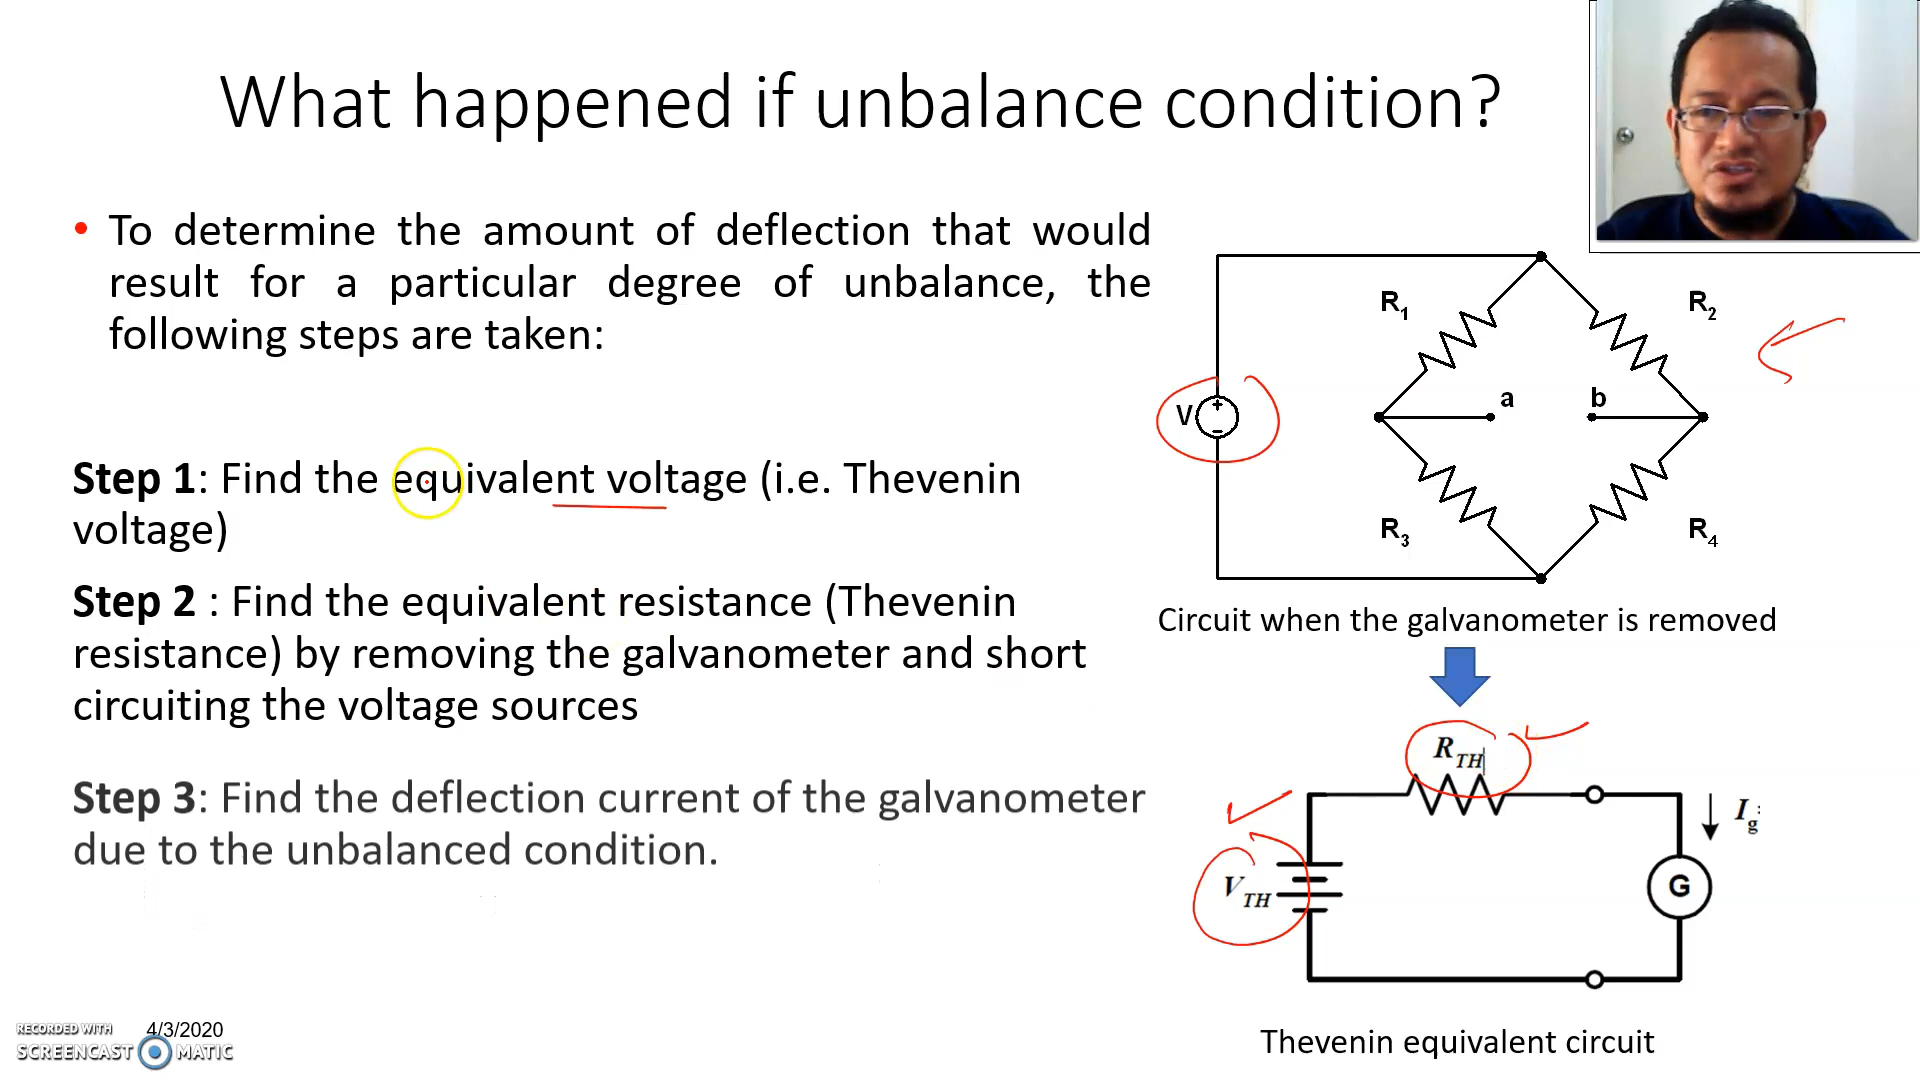 What happened if unbalance condition?
• To determine the amount of deflection that would
result for a particular degree of unbalance, the
following steps are taken:
Step 1: Find the equivalent voltage (i.e. Thevenin
voltage)
Step 2 : Find the equivalent resistance (Thevenin
resistance) by removing the galvanometer and short
circuiting the voltage sources
Step 3: Find the deflection current of the galvanometer
due to the unbalanced condition.
R1
R2
a
b
V
+
−
R3
R4
Circuit when the galvanometer is removed
RTH
Ig
VTH
G
Thevenin equivalent circuit
4/3/2020
RECORDED WITH
SCREENCAST MATIC